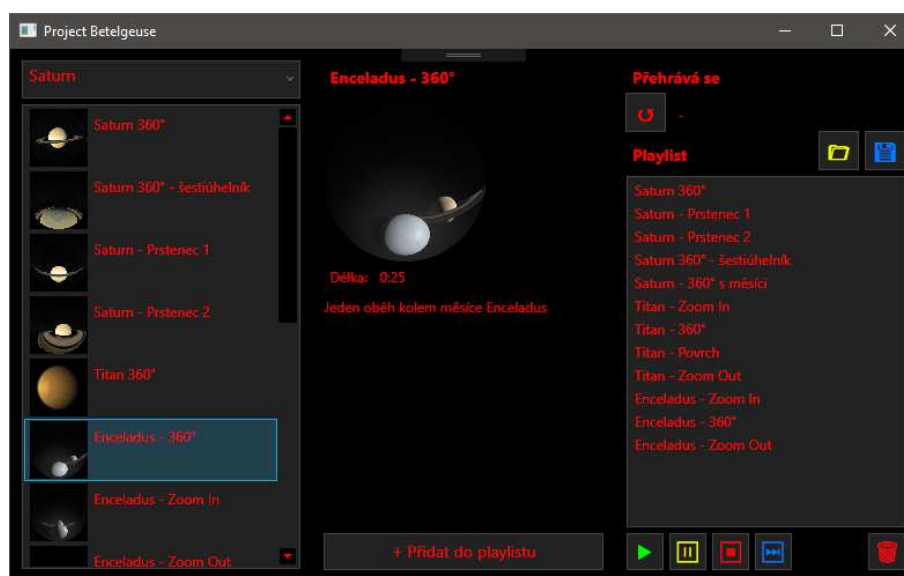 Project Betelgeuse
Saturn
Saturn 360°
Saturn 360° - šestiúhelník
Saturn - Prstenec 1
Saturn - Prstenec 2
Titan 360°
Enceladus - 360°
Enceladus - Zoom In
Enceladus - Zoom Out
Enceladus - 360°
Délka: 0:25
Jeden oběh kolem měsíce Enceladus
+ Přidat do playlistu
Přehrává se
-
Playlist
Saturn 360°
Saturn - Prstenec 1
Saturn - Prstenec 2
Saturn 360° - šestiúhelník
Saturn - 360° s měsíci
Titan - Zoom In
Titan - 360°
Titan - Povrch
Titan - Zoom Out
Enceladus - Zoom In
Enceladus - 360°
Enceladus - Zoom Out